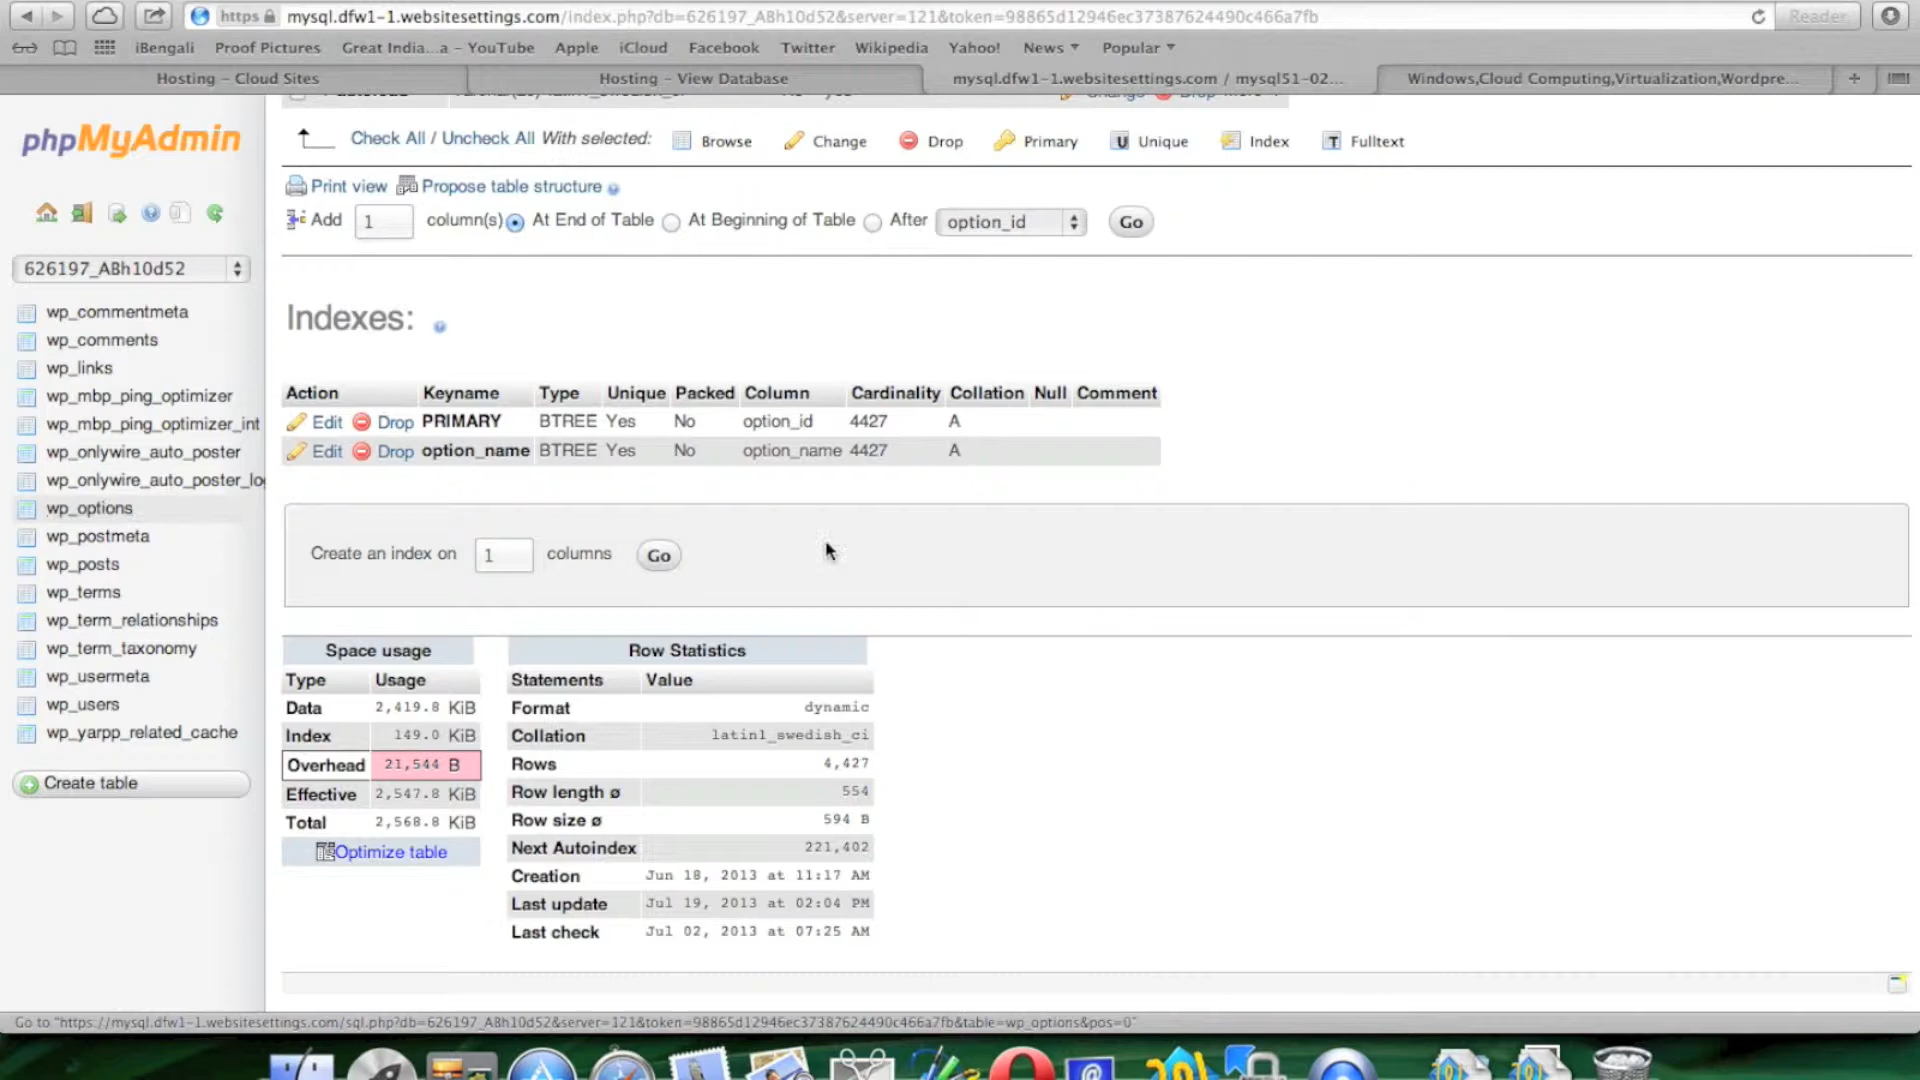 https mysql.dfw1-1.websitesettings.com/index.php?db=626197_ABh10d52&server=121&token=98865d12946ec37387624490c466a7fb Reader
iBengali Proof Pictures Great India...a – YouTube Apple iCloud Facebook Twitter Wikipedia Yahoo! News Popular
Hosting – Cloud Sites Hosting – View Database mysql.dfw1-1.websitesettings.com / mysql51-02... Windows,Cloud Computing,Virtualization,Wordpre...
phpMyAdmin
626197_ABh10d52
wp_commentmeta
wp_comments
wp_links
wp_mbp_ping_optimizer
wp_mbp_ping_optimizer_int
wp_onlywire_auto_poster
wp_onlywire_auto_poster_lo
wp_options
wp_postmeta
wp_posts
wp_terms
wp_term_relationships
wp_term_taxonomy
wp_usermeta
wp_users
wp_yarpp_related_cache
Create table
Check All / Uncheck All With selected: Browse Change Drop Primary U Unique Index T Fulltext
Print view Propose table structure
Add 1 column(s) At End of Table At Beginning of Table After option_id Go
Indexes:
Action Keyname Type Unique Packed Column Cardinality Collation Null Comment
Edit Drop PRIMARY BTREE Yes No option_id 4427 A
Edit Drop option_name BTREE Yes No option_name 4427 A
Create an index on 1 columns Go
Space usage
Type Usage
Data 2,419.8 KiB
Index 149.0 KiB
Overhead 21,544 B
Effective 2,547.8 KiB
Total 2,568.8 KiB
Optimize table
Row Statistics
Statements Value
Format dynamic
Collation latin1_swedish_ci
Rows 4,427
Row length ø 554
Row size ø 594 B
Next Autoindex 221,402
Creation Jun 18, 2013 at 11:17 AM
Last update Jul 19, 2013 at 02:04 PM
Last check Jul 02, 2013 at 07:25 AM
Go to "https://mysql.dfw1-1.websitesettings.com/sql.php?db=626197_ABh10d52&server=121&token=98865d12946ec37387624490c466a7fb&table=wp_options&pos=0"